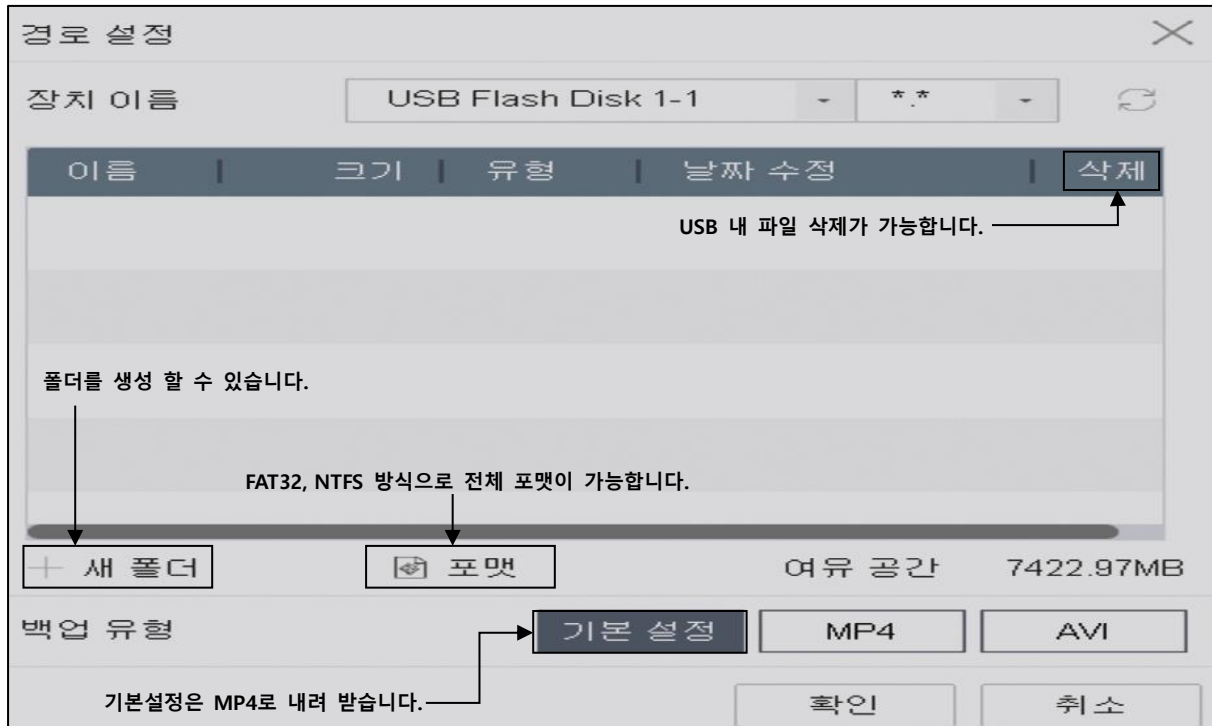 경로 설정
장치 이름 USB Flash Disk 1-1 *.*
이름 크기 유형 날짜 수정 삭제
USB 내 파일 삭제가 가능합니다.
폴더를 생성 할 수 있습니다.
FAT32, NTFS 방식으로 전체 포맷이 가능합니다.
새 폴더 포맷 여유 공간 7422.97MB
백업 유형 기본 설정 MP4 AVI
기본설정은 MP4로 내려 받습니다.
확인 취소